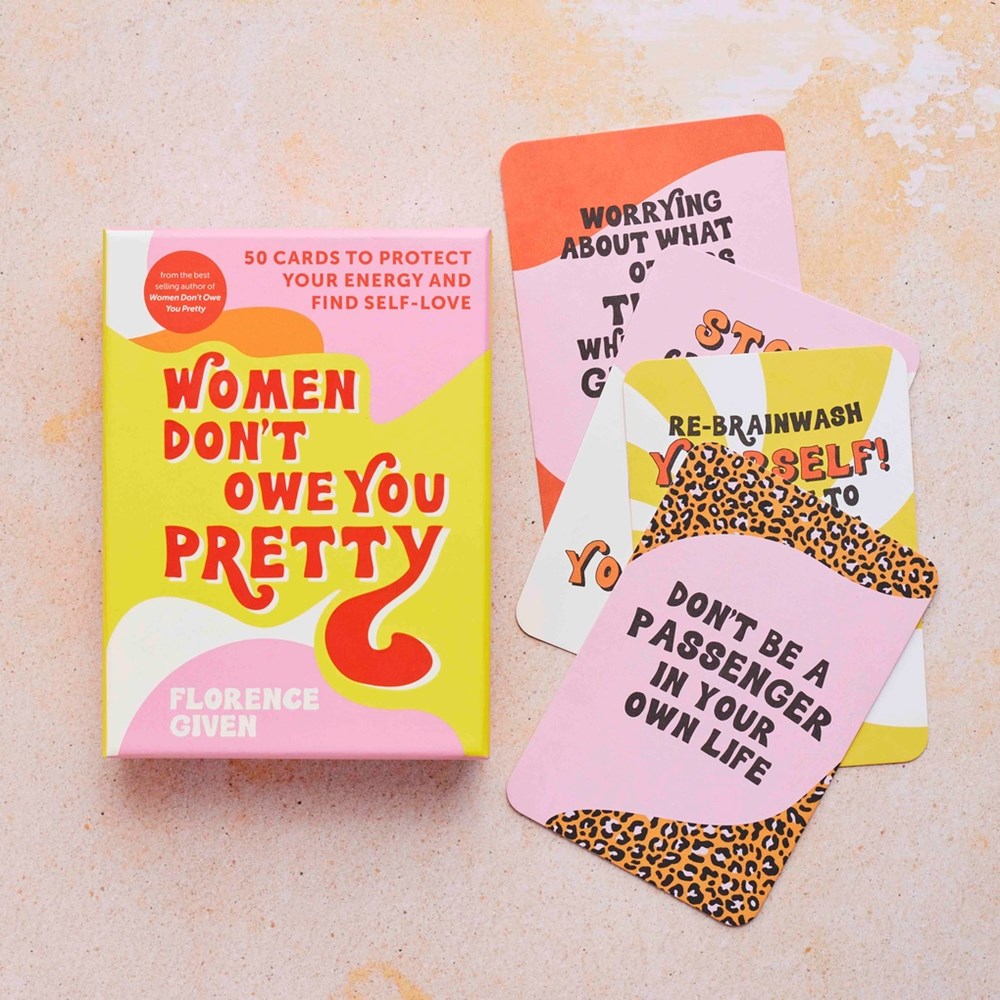 50 CARDS TO PROTECT
YOUR ENERGY AND
FIND SELF-LOVE
from the best
selling author of
Women Don't Owe
You Pretty
WOMEN
DON'T
OWE YOU
PRETTY
FLORENCE
GIVEN
WORRYING
ABOUT WHAT
RE-BRAINWASH
YOURSELF!
TO
DON'T BE A
PASSENGER
IN YOUR
OWN LIFE